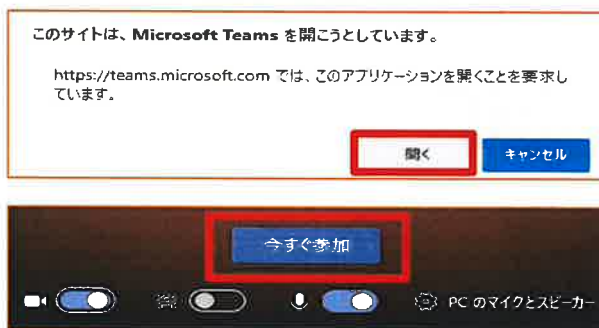 このサイトは、Microsoft Teams を開こうとしています。
https://teams.microsoft.com では、このアプリケーションを開くことを要求し
ています。
開く
キャンセル
今すぐ参加
PC のマイクとスピーカー